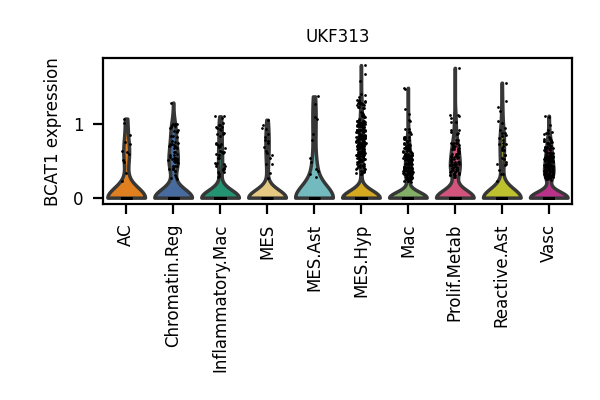 UKF313
BCAT1 expression
1
0
AC
Chromatin.Reg
Inflammatory.Mac
MES
MES.Ast
MES.Hyp
Mac
Prolif.Metab
Reactive.Ast
Vasc